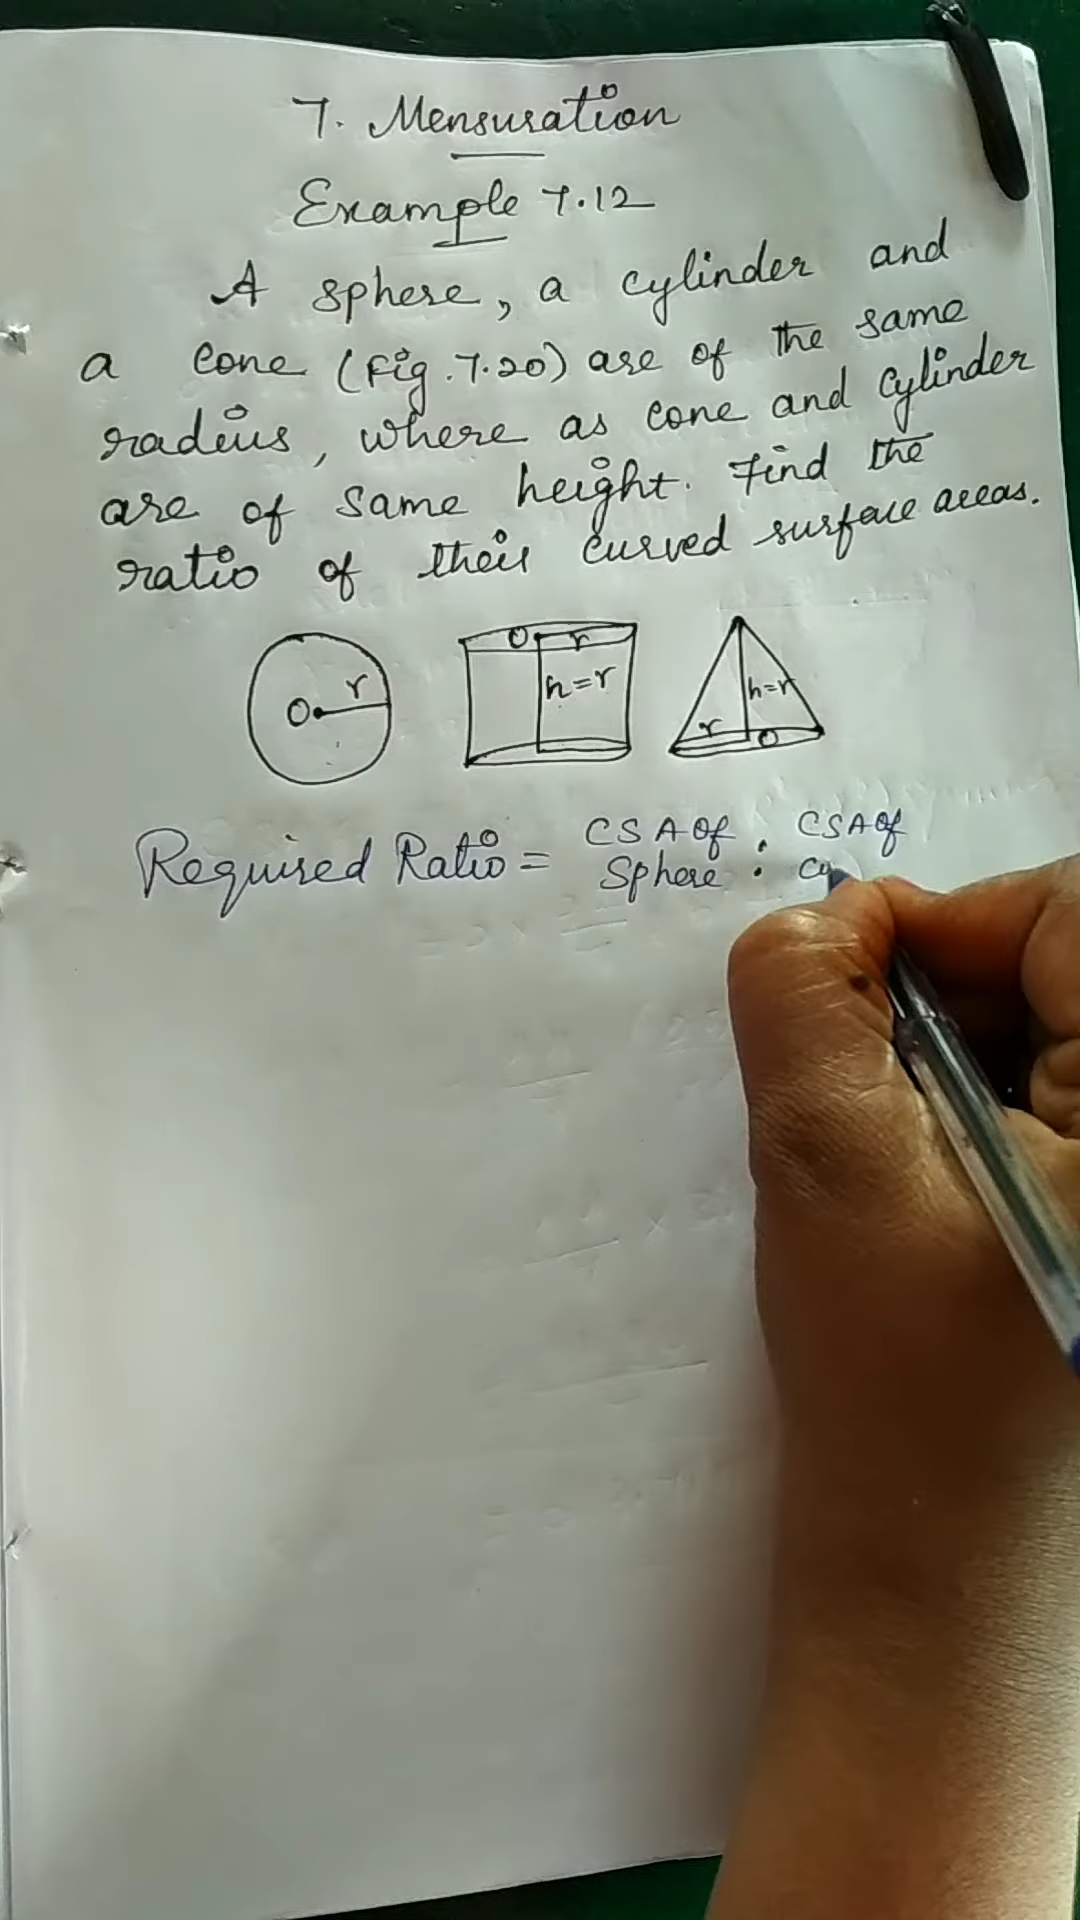 7. Mensuration
Example 7.12
A sphere, a cylinder and
a cone (Fig.7.20) are of the same
radius, where as cone and cylinder
are of same height. Find the
ratio of their curved surface areas.
O r
O r h=r
h=r r O
Required Ratio = CSA of Sphere : CSA of